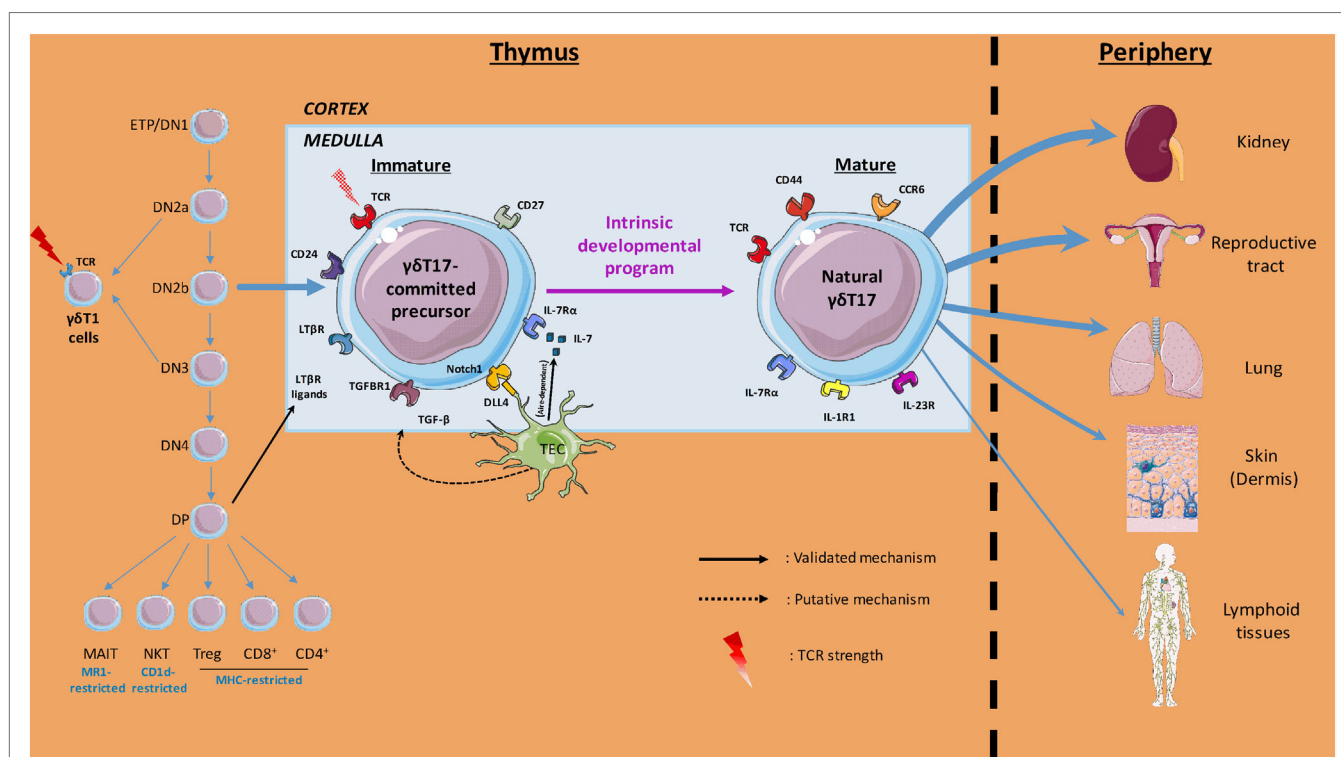 Thymus
Periphery
CORTEX
MEDULLA
ETP/DN1
DN2a
TCR
γδT1
cells
DN2b
DN3
DN4
DP
MAIT
NKT
Treg
CD8⁺
CD4⁺
MR1-
restricted
CD1d-
restricted
MHC-restricted
Immature
TCR
CD27
CD24
γδT17-
committed
precursor
LTβR
IL-7Rα
IL-7
LTβR
ligands
TGFBR1
Notch1
DLL4
(Aire-dependent)
TGF-β
TEC
Intrinsic
developmental
program
Mature
CD44
CCR6
TCR
Natural
γδT17
IL-7Rα
IL-1R1
IL-23R
Kidney
Reproductive
tract
Lung
Skin
(Dermis)
Lymphoid
tissues
: Validated mechanism
: Putative mechanism
: TCR strength